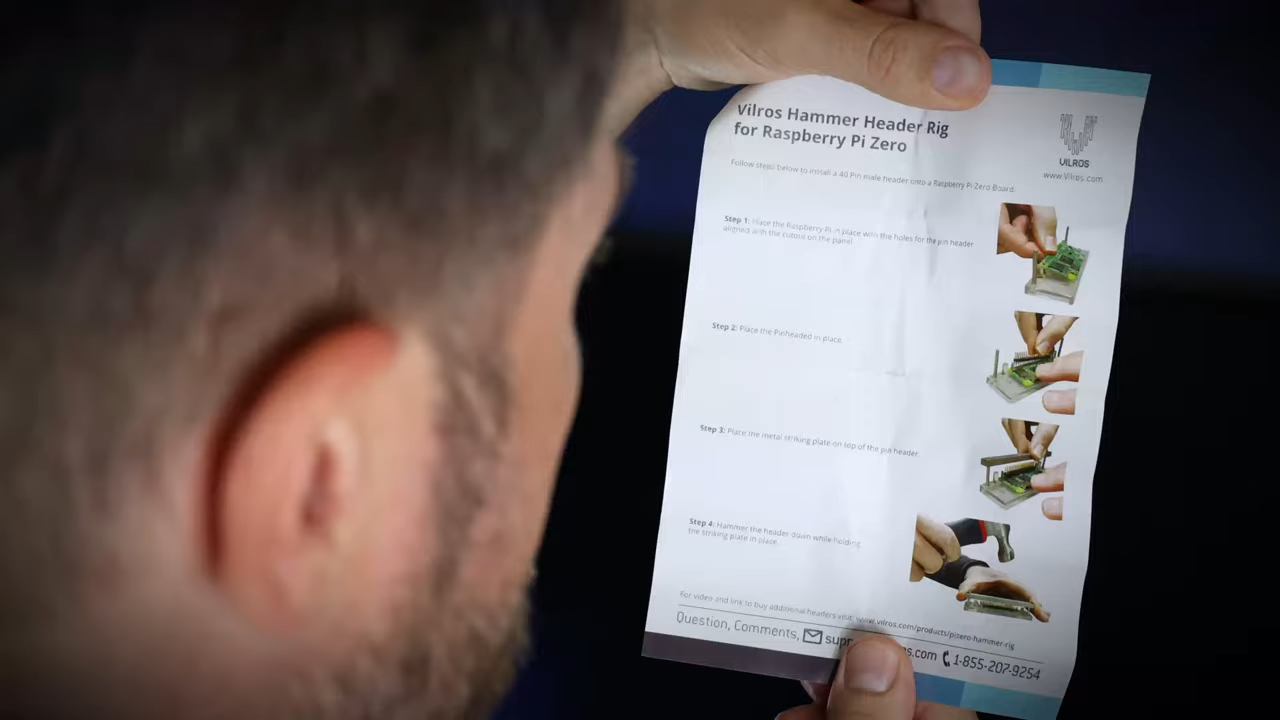 Vilros Hammer Header Rig
for Raspberry Pi Zero
VILROS
www.Vilros.com
Follow steps below to install a 40 Pin male header onto a Raspberry Pi Zero Board.
Step 1: Place the Raspberry Pi in place with the holes for the pin header
aligned with the cutout on the panel.
Step 2: Place the Pinheaded in place.
Step 3: Place the metal striking plate on top of the pin header.
Step 4: Hammer the header down while holding
the striking plate in place.
For video and link to buy additional headers visit: www.vilros.com/products/pizero-hammer-rig
Question, Comments, .com 1-855-207-9254